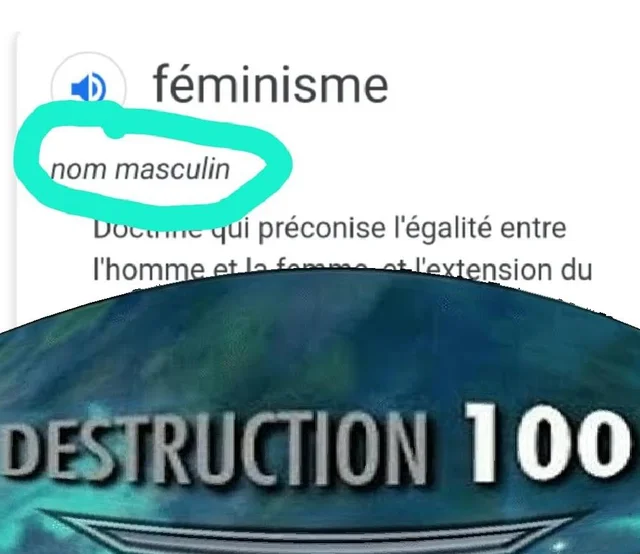 féminisme
nom masculin
Doctrine qui préconise l'égalité entre
l'homme et la femme, et l'extension du
DESTRUCTION 100